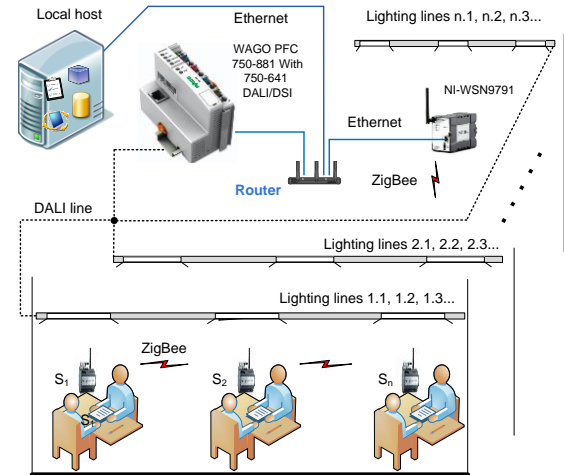 Local host
Ethernet
Lighting lines n.1, n.2, n.3...
WAGO PFC
750-881 With
750-641
DALI/DSI
NI-WSN9791
Ethernet
Router
ZigBee
DALI line
Lighting lines 2.1, 2.2, 2.3...
Lighting lines 1.1, 1.2, 1.3...
ZigBee
S1
S2
Sn
S1